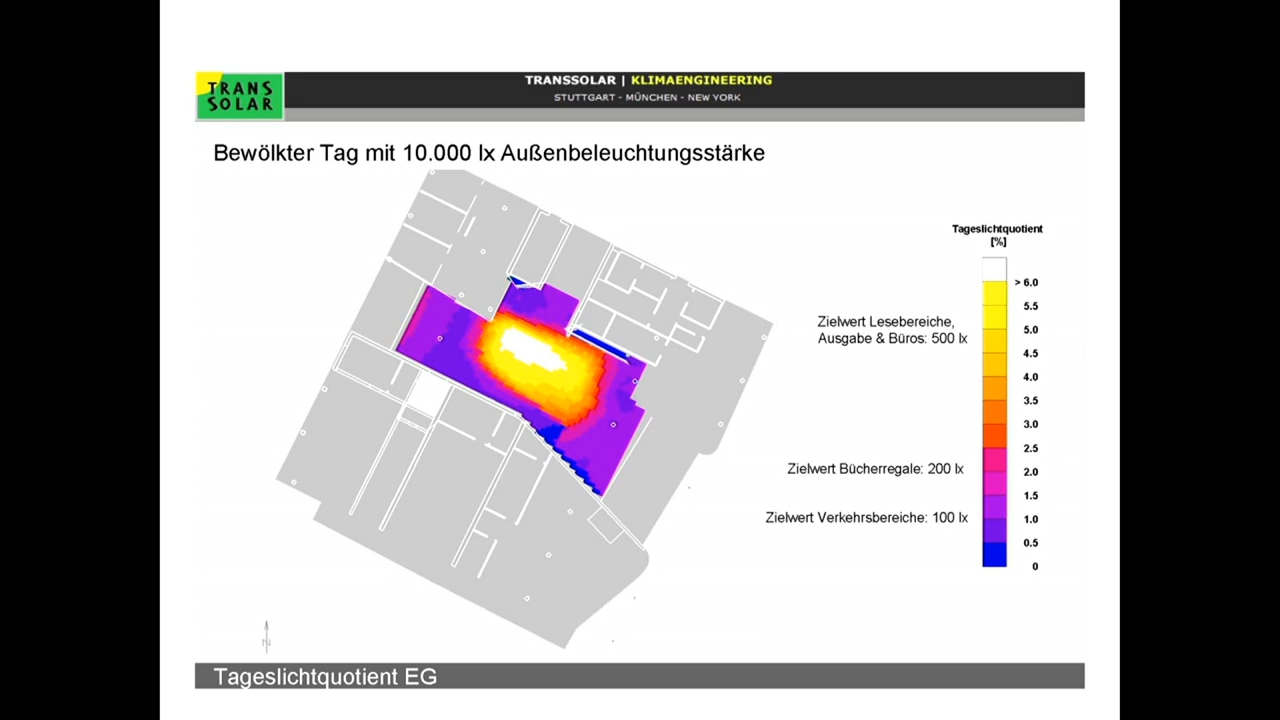 TRANS
SOLAR
TRANSSOLAR | KLIMAENGINEERING
STUTTGART - MÜNCHEN - NEW YORK
Bewölkter Tag mit 10.000 lx Außenbeleuchtungsstärke
Tageslichtquotient
[%]
> 6.0
5.5
5.0
4.5
4.0
3.5
3.0
2.5
2.0
1.5
1.0
0.5
0
Zielwert Lesebereiche,
Ausgabe & Büros: 500 lx
Zielwert Bücherregale: 200 lx
Zielwert Verkehrsbereiche: 100 lx
N
Tageslichtquotient EG